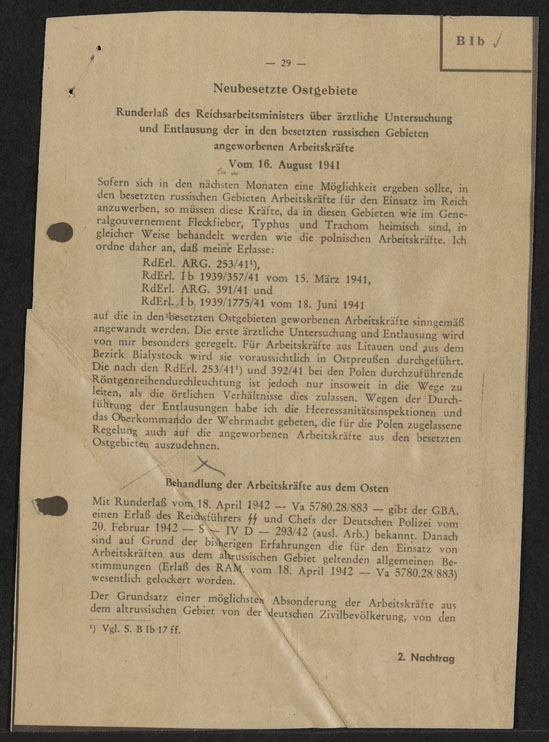 B I b
— 29 —
Neubesetzte Ostgebiete
Runderlaß des Reichsarbeitsministers über ärztliche Untersuchung
und Entlausung der in den besetzten russischen Gebieten
angeworbenen Arbeitskräfte
Vom 16. August 1941
Sofern sich in den nächsten Monaten eine Möglichkeit ergeben sollte, in
den besetzten russischen Gebieten Arbeitskräfte für den Einsatz im Reich
anzuwerben, so müssen diese Kräfte, da in diesen Gebieten wie im Gene-
ralgouvernement Fleckfieber, Typhus und Trachom heimisch sind, in
gleicher Weise behandelt werden wie die polnischen Arbeitskräfte. Ich
ordne daher an, daß meine Erlasse:
RdErl. ARG. 253/41¹),
RdErl. I b 1939/357/41 vom 15. März 1941,
RdErl. ARG. 391/41 und
RdErl. I b 1939/1775/41 vom 18. Juni 1941
auf die in den besetzten Ostgebieten geworbenen Arbeitskräfte sinngemäß
angewandt werden. Die erste ärztliche Untersuchung und Entlausung wird
von mir besonders geregelt. Für Arbeitskräfte aus Litauen und aus dem
Bezirk Bialystock wird sie voraussichtlich in Ostpreußen durchgeführt.
Die nach den RdErl. 253/41¹) und 392/41 bei den Polen durchzuführende
Röntgenreihendurchleuchtung ist jedoch nur insoweit in die Wege zu
leiten, als die örtlichen Verhältnisse dies zulassen. Wegen der Durch-
führung der Entlausungen habe ich die Heeressanitätsinspektionen und
das Oberkommando der Wehrmacht gebeten, die für die Polen zugelassene
Regelung auch auf die angeworbenen Arbeitskräfte aus den besetzten
Ostgebieten auszudehnen.
Behandlung der Arbeitskräfte aus dem Osten
Mit Runderlaß vom 18. April 1942 — Va 5780.28/883 — gibt der GBA.
einen Erlaß des Reichsführers ᛋᛋ und Chefs der Deutschen Polizei vom
20. Februar 1942 — S — IV D — 293/42 (ausl. Arb.) bekannt. Danach
sind auf Grund der bisherigen Erfahrungen die für den Einsatz von
Arbeitskräften aus dem altrussischen Gebiet geltenden allgemeinen Be-
stimmungen (Erlaß des RAM. vom 18. April 1942 — Va 5780.28/883)
wesentlich gelockert worden.
Der Grundsatz einer möglichsten Absonderung der Arbeitskräfte aus
dem altrussischen Gebiet von der deutschen Zivilbevölkerung, von den
¹) Vgl. S. B Ib 17 ff.
2. Nachtrag